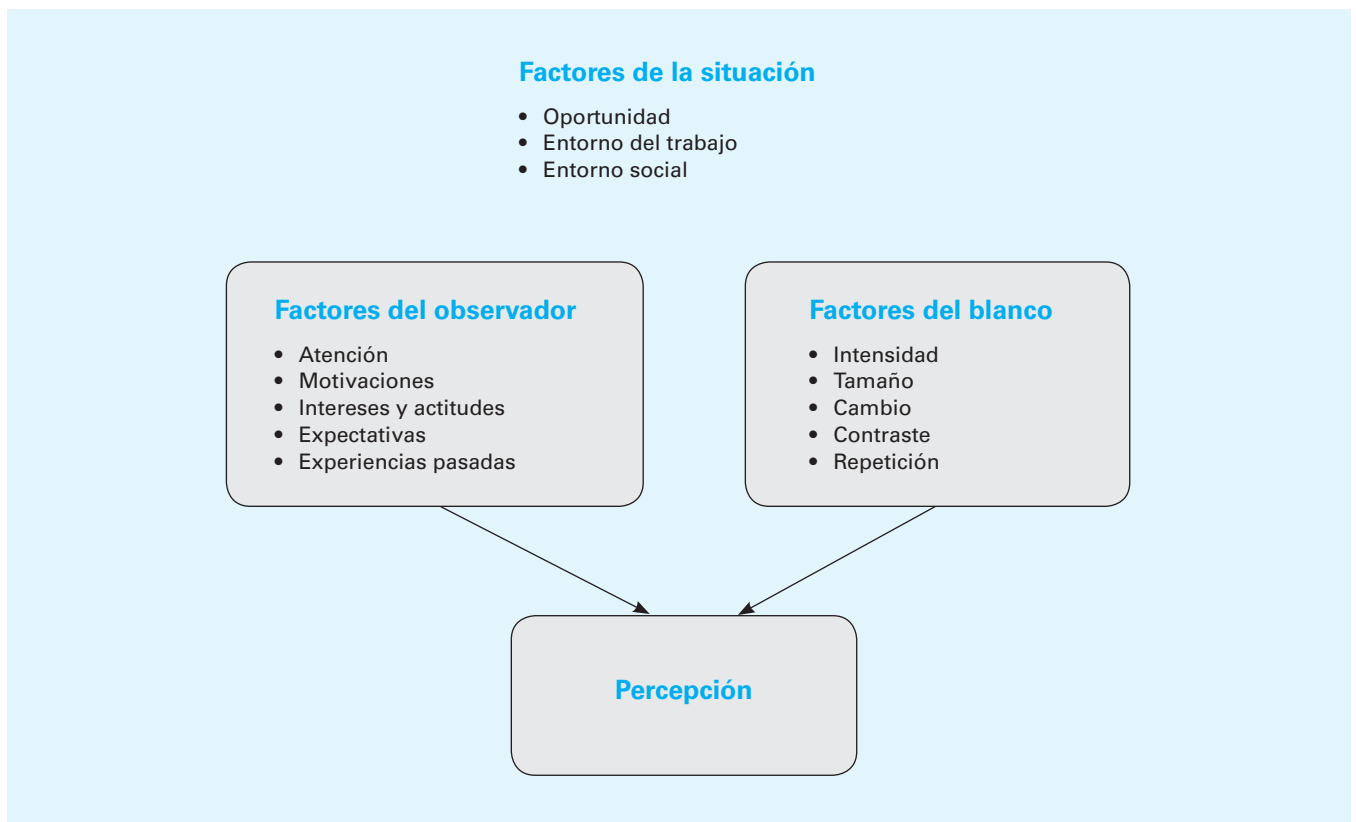 Factores de la situación
• Oportunidad
• Entorno del trabajo
• Entorno social
Factores del observador
• Atención
• Motivaciones
• Intereses y actitudes
• Expectativas
• Experiencias pasadas
Factores del blanco
• Intensidad
• Tamaño
• Cambio
• Contraste
• Repetición
Percepción